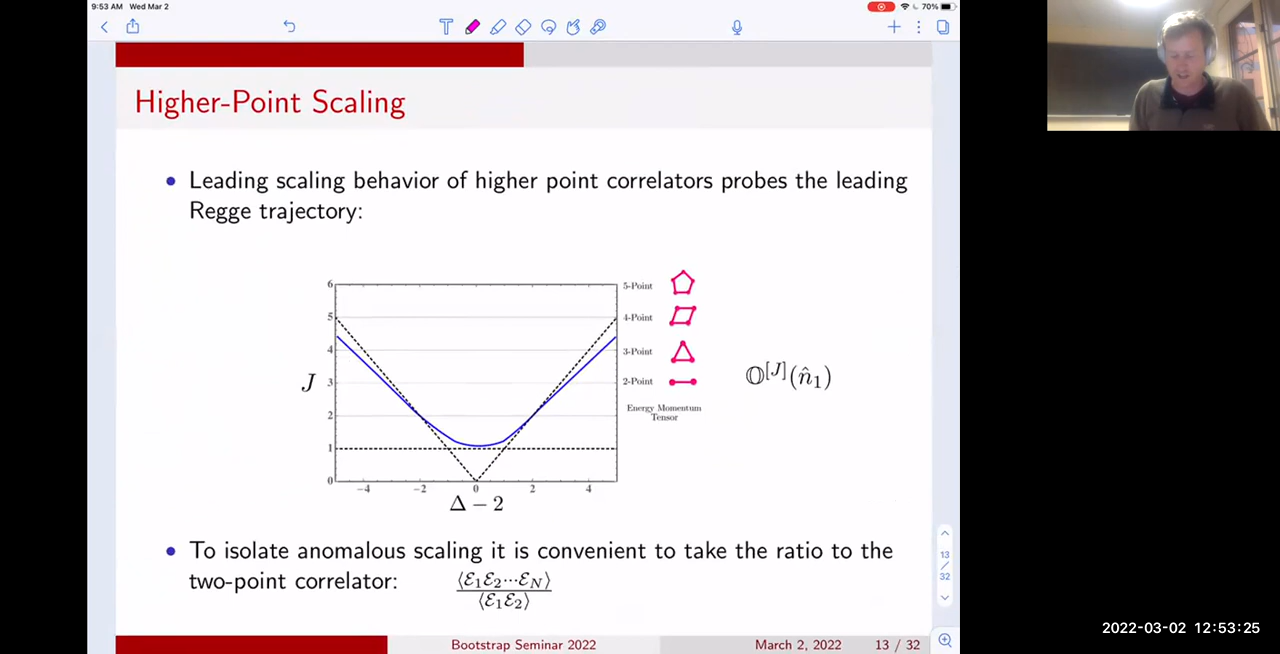 9:53 AM Wed Mar 2
70%
Higher-Point Scaling
• Leading scaling behavior of higher point correlators probes the leading
Regge trajectory:
6
5
4
3
2
1
0
J
−4 −2 0 2 4
Δ − 2
5-Point
4-Point
3-Point
2-Point
Energy Momentum
Tensor
𝕆^[J](n̂₁)
• To isolate anomalous scaling it is convenient to take the ratio to the
two-point correlator: ⟨ℰ₁ℰ₂⋯ℰ_N⟩
⟨ℰ₁ℰ₂⟩
13
/
32
Bootstrap Seminar 2022 March 2, 2022 13 / 32
2022-03-02 12:53:25